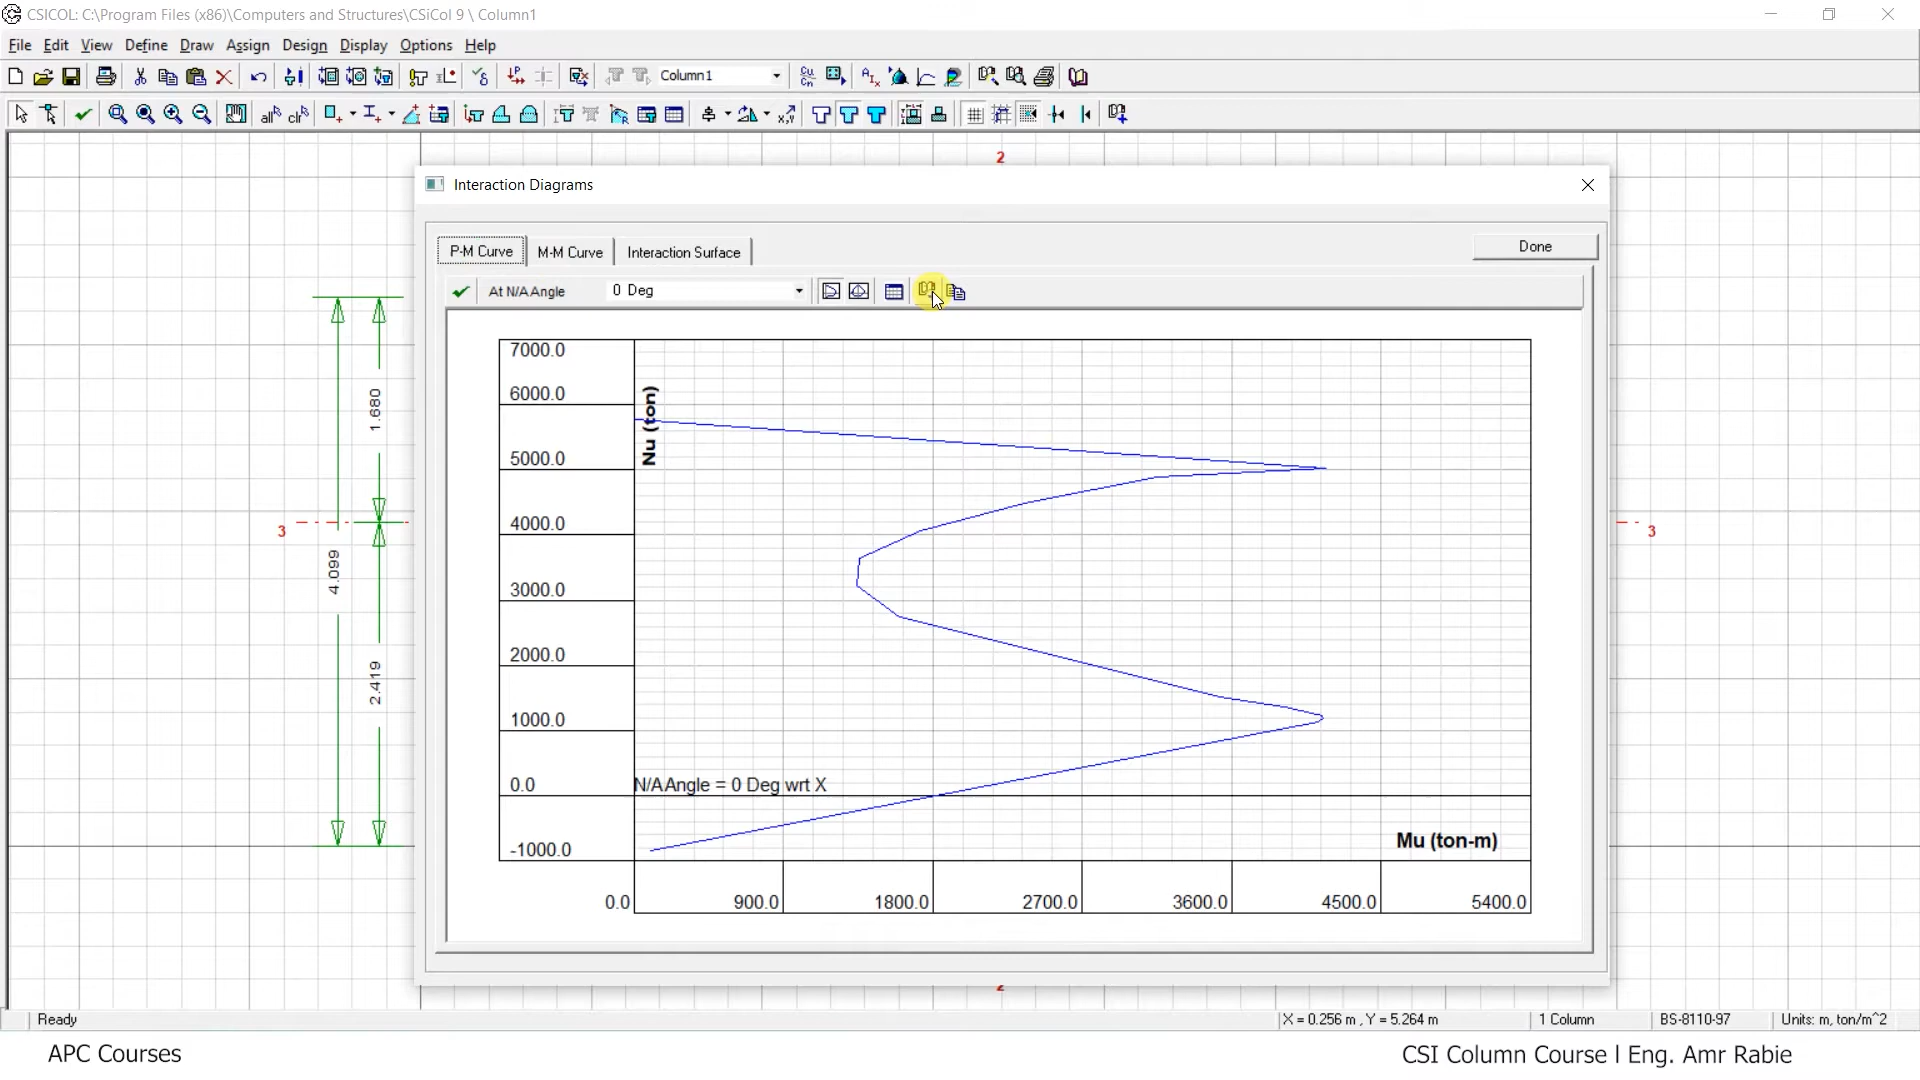 CSICOL: C:\Program Files (x86)\Computers and Structures\CSiCol 9 \ Column1
File Edit View Define Draw Assign Design Display Options Help
Column1
all clr
2
Interaction Diagrams
P-M Curve M-M Curve Interaction Surface Done
At N/A Angle 0 Deg
7000.0
6000.0
5000.0
4000.0
3000.0
2000.0
1000.0
0.0
-1000.0
Nu (ton)
N/A Angle = 0 Deg wrt X
Mu (ton-m)
0.0 900.0 1800.0 2700.0 3600.0 4500.0 5400.0
1.680
4.099
2.419
3
3
Ready X = 0.256 m , Y = 5.264 m 1 Column BS-8110-97 Units: m, ton/m^2
APC Courses CSI Column Course l Eng. Amr Rabie